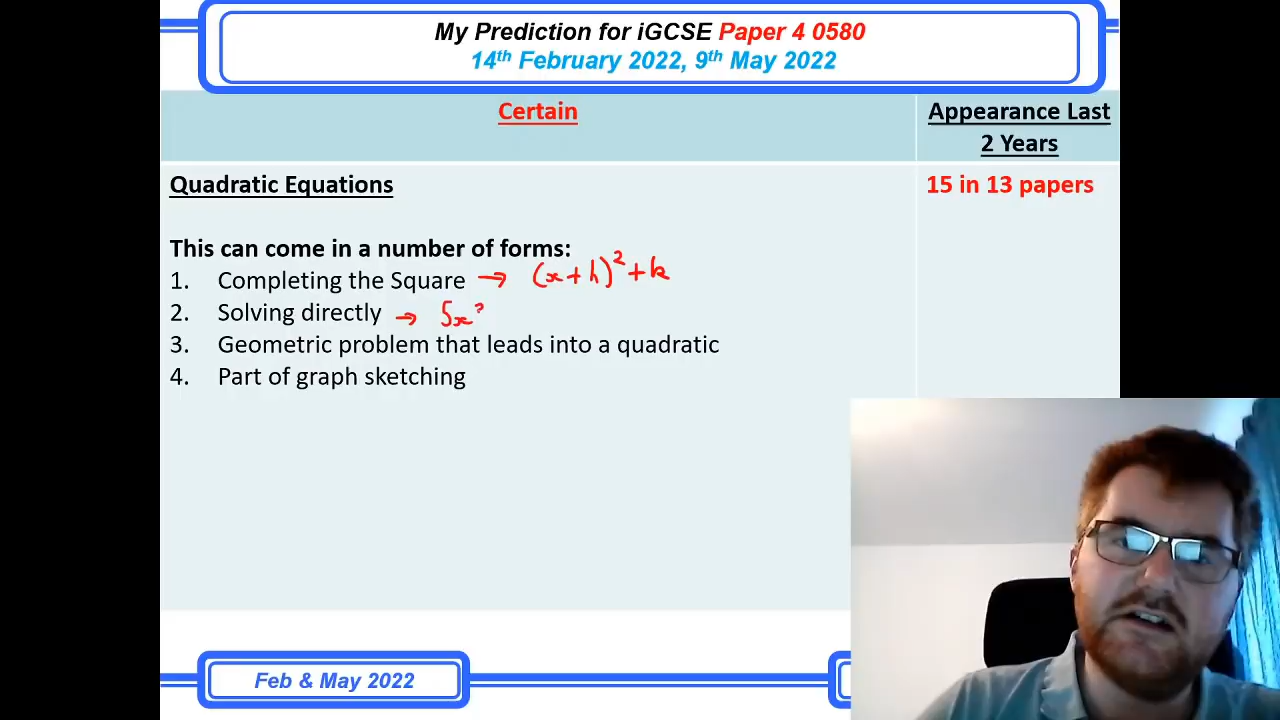 My Prediction for iGCSE Paper 4 0580
14th February 2022, 9th May 2022
Certain
Appearance Last
2 Years
Quadratic Equations
15 in 13 papers
This can come in a number of forms:
1. Completing the Square → (x+h)²+k
2. Solving directly → 5x²
3. Geometric problem that leads into a quadratic
4. Part of graph sketching
Feb & May 2022